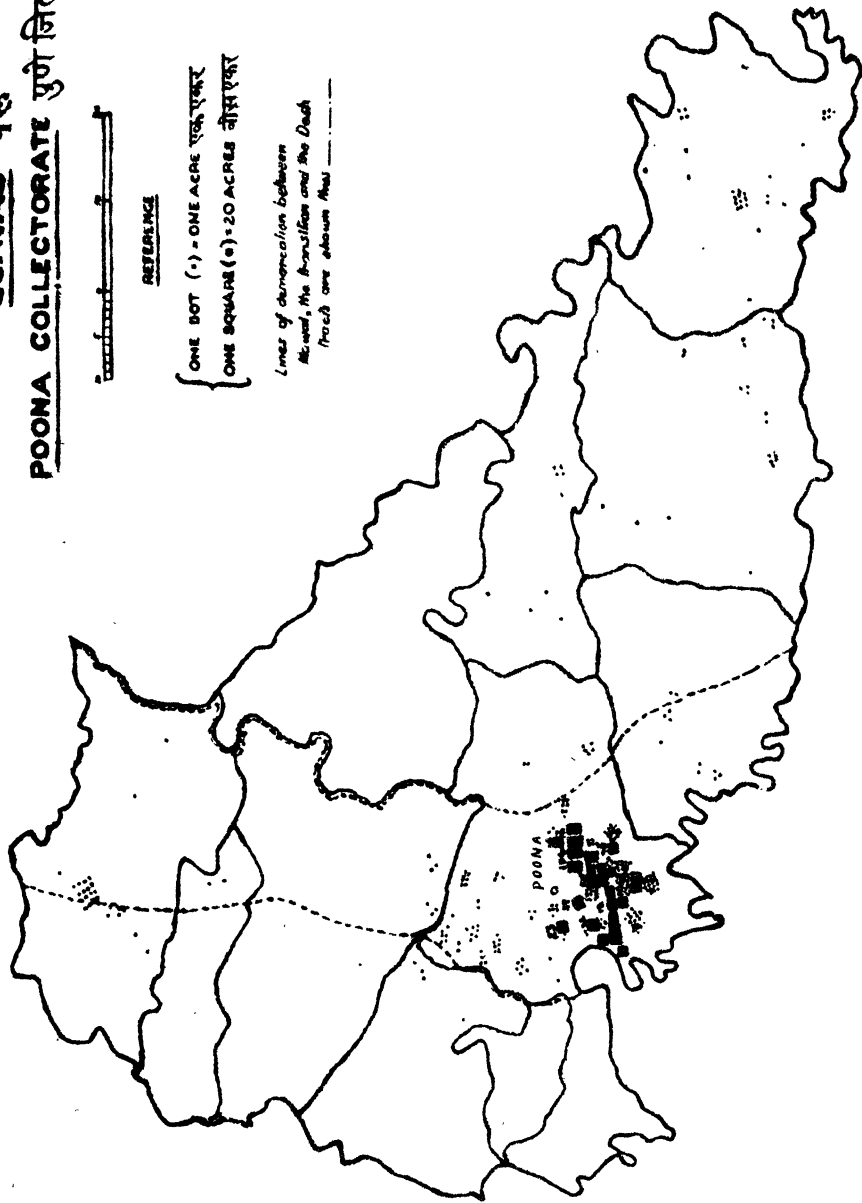 पेरू
POONA COLLECTORATE पुणे जि
REFERENCE
ONE DOT (•) = ONE ACRE एक एकर
ONE SQUARE (▪) = 20 ACRES वीस एकर
Lines of demarcation between
Mawal, the transition and the Desh
tracts are shown thus
POONA